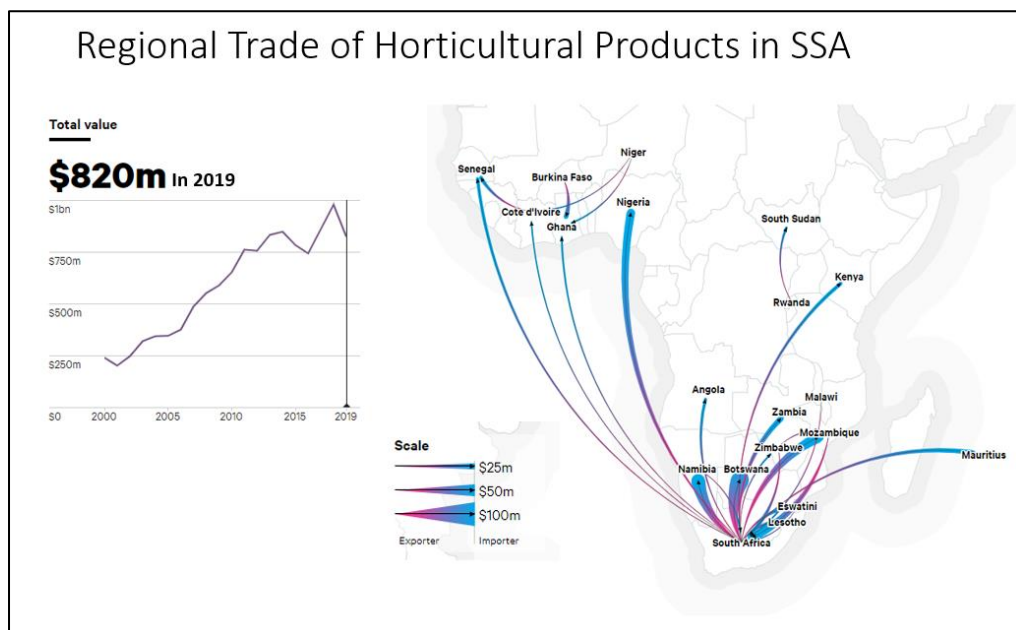 Regional Trade of Horticultural Products in SSA
Total value
$820m In 2019
$1bn
$750m
$500m
$250m
$0 2000 2005 2010 2015 2019
Niger
Senegal
Burkina Faso
Nigeria
Cote d'Ivoire
Ghana
South Sudan
Kenya
Rwanda
Angola
Malawi
Zambia
Mozambique
Zimbabwe
Mauritius
Namibia
Botswana
Eswatini
Lesotho
South Africa
Scale
$25m
$50m
$100m
Exporter Importer